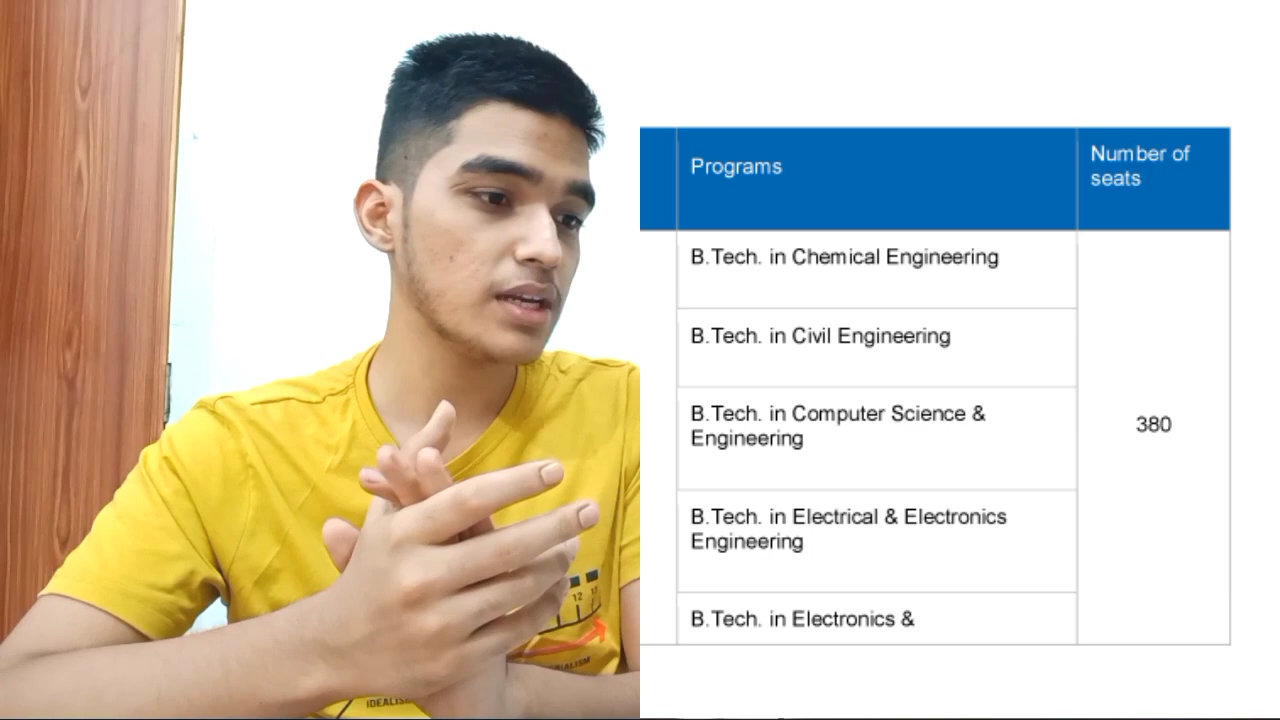 Programs
Number of
seats
B.Tech. in Chemical Engineering
B.Tech. in Civil Engineering
B.Tech. in Computer Science &
Engineering
380
B.Tech. in Electrical & Electronics
Engineering
B.Tech. in Electronics &
12